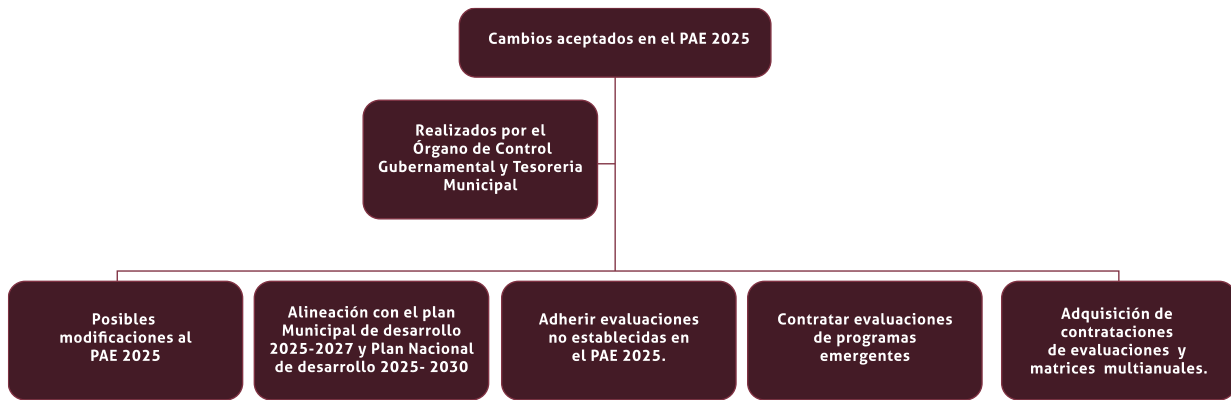 Cambios aceptados en el PAE 2025
Realizados por el
Órgano de Control
Gubernamental y Tesoreria
Municipal
Posibles
modificaciones al
PAE 2025
Alineación con el plan
Municipal de desarrollo
2025-2027 y Plan Nacional
de desarrollo 2025- 2030
Adherir evaluaciones
no establecidas en
el PAE 2025.
Contratar evaluaciones
de programas
emergentes
Adquisición de
contrataciones
de evaluaciones y
matrices multianuales.